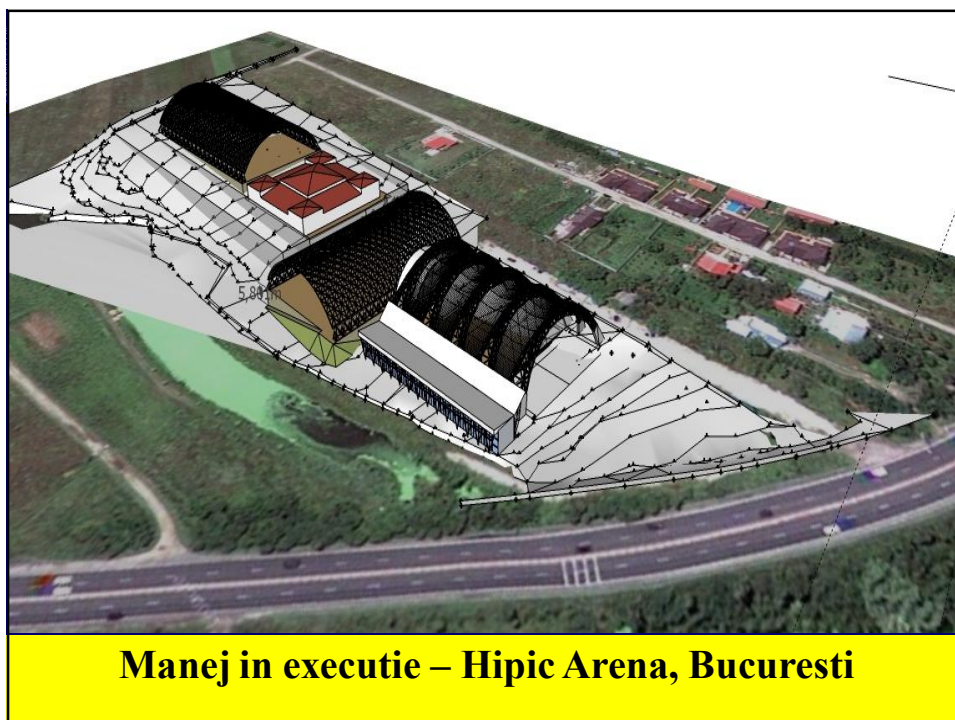 5,801m
Manej in executie – Hipic Arena, Bucuresti